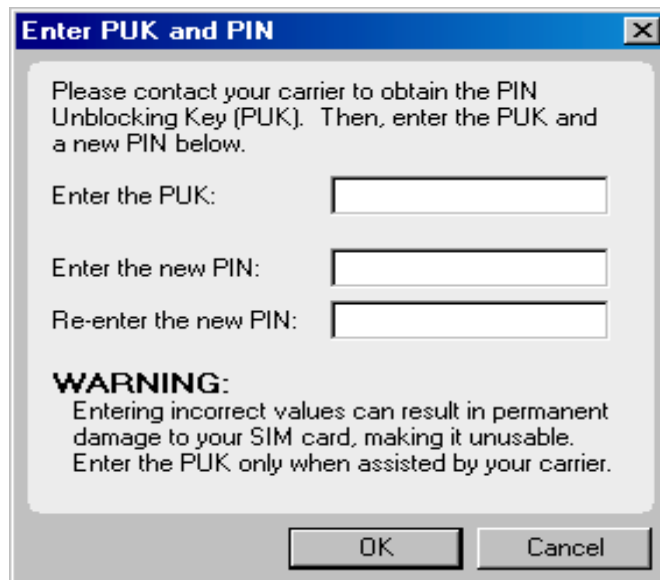 Enter PUK and PIN
Please contact your carrier to obtain the PIN
Unblocking Key (PUK).  Then, enter the PUK and
a new PIN below.
Enter the PUK:
Enter the new PIN:
Re-enter the new PIN:
WARNING:
Entering incorrect values can result in permanent
damage to your SIM card, making it unusable.
Enter the PUK only when assisted by your carrier.
OK Cancel